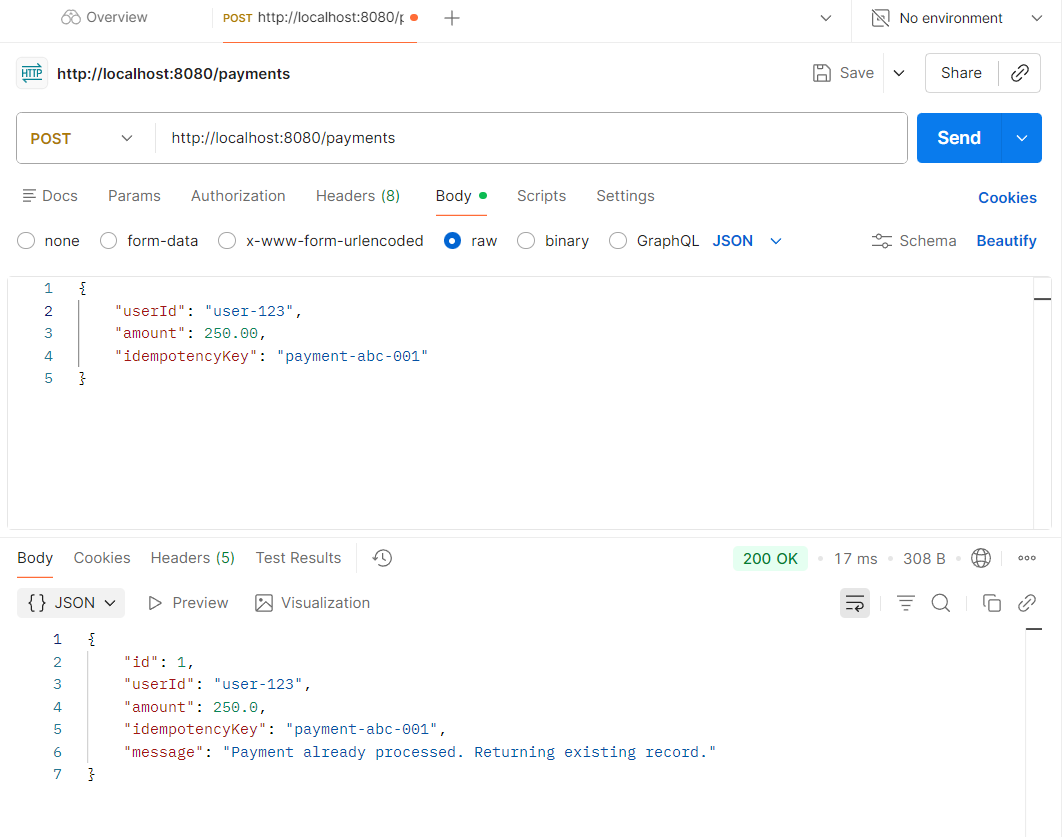 Overview
POST http://localhost:8080/p
No environment
HTTP http://localhost:8080/payments
Save
Share
POST
http://localhost:8080/payments
Send
Docs Params Authorization Headers (8) Body Scripts Settings Cookies
none form-data x-www-form-urlencoded raw binary GraphQL JSON Schema Beautify
1 {
2 "userId": "user-123",
3 "amount": 250.00,
4 "idempotencyKey": "payment-abc-001"
5 }
Body Cookies Headers (5) Test Results 200 OK • 17 ms • 308 B •
{} JSON Preview Visualization
1 {
2 "id": 1,
3 "userId": "user-123",
4 "amount": 250.0,
5 "idempotencyKey": "payment-abc-001",
6 "message": "Payment already processed. Returning existing record."
7 }